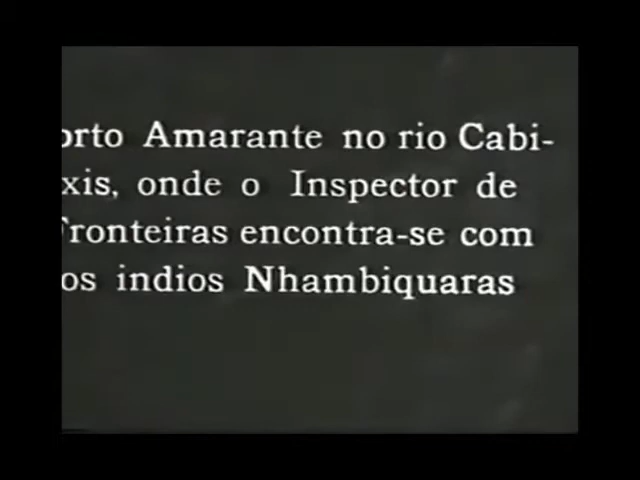 orto Amarante no rio Cabi-
xis, onde o Inspector de
Fronteiras encontra-se com
os indios Nhambiquaras